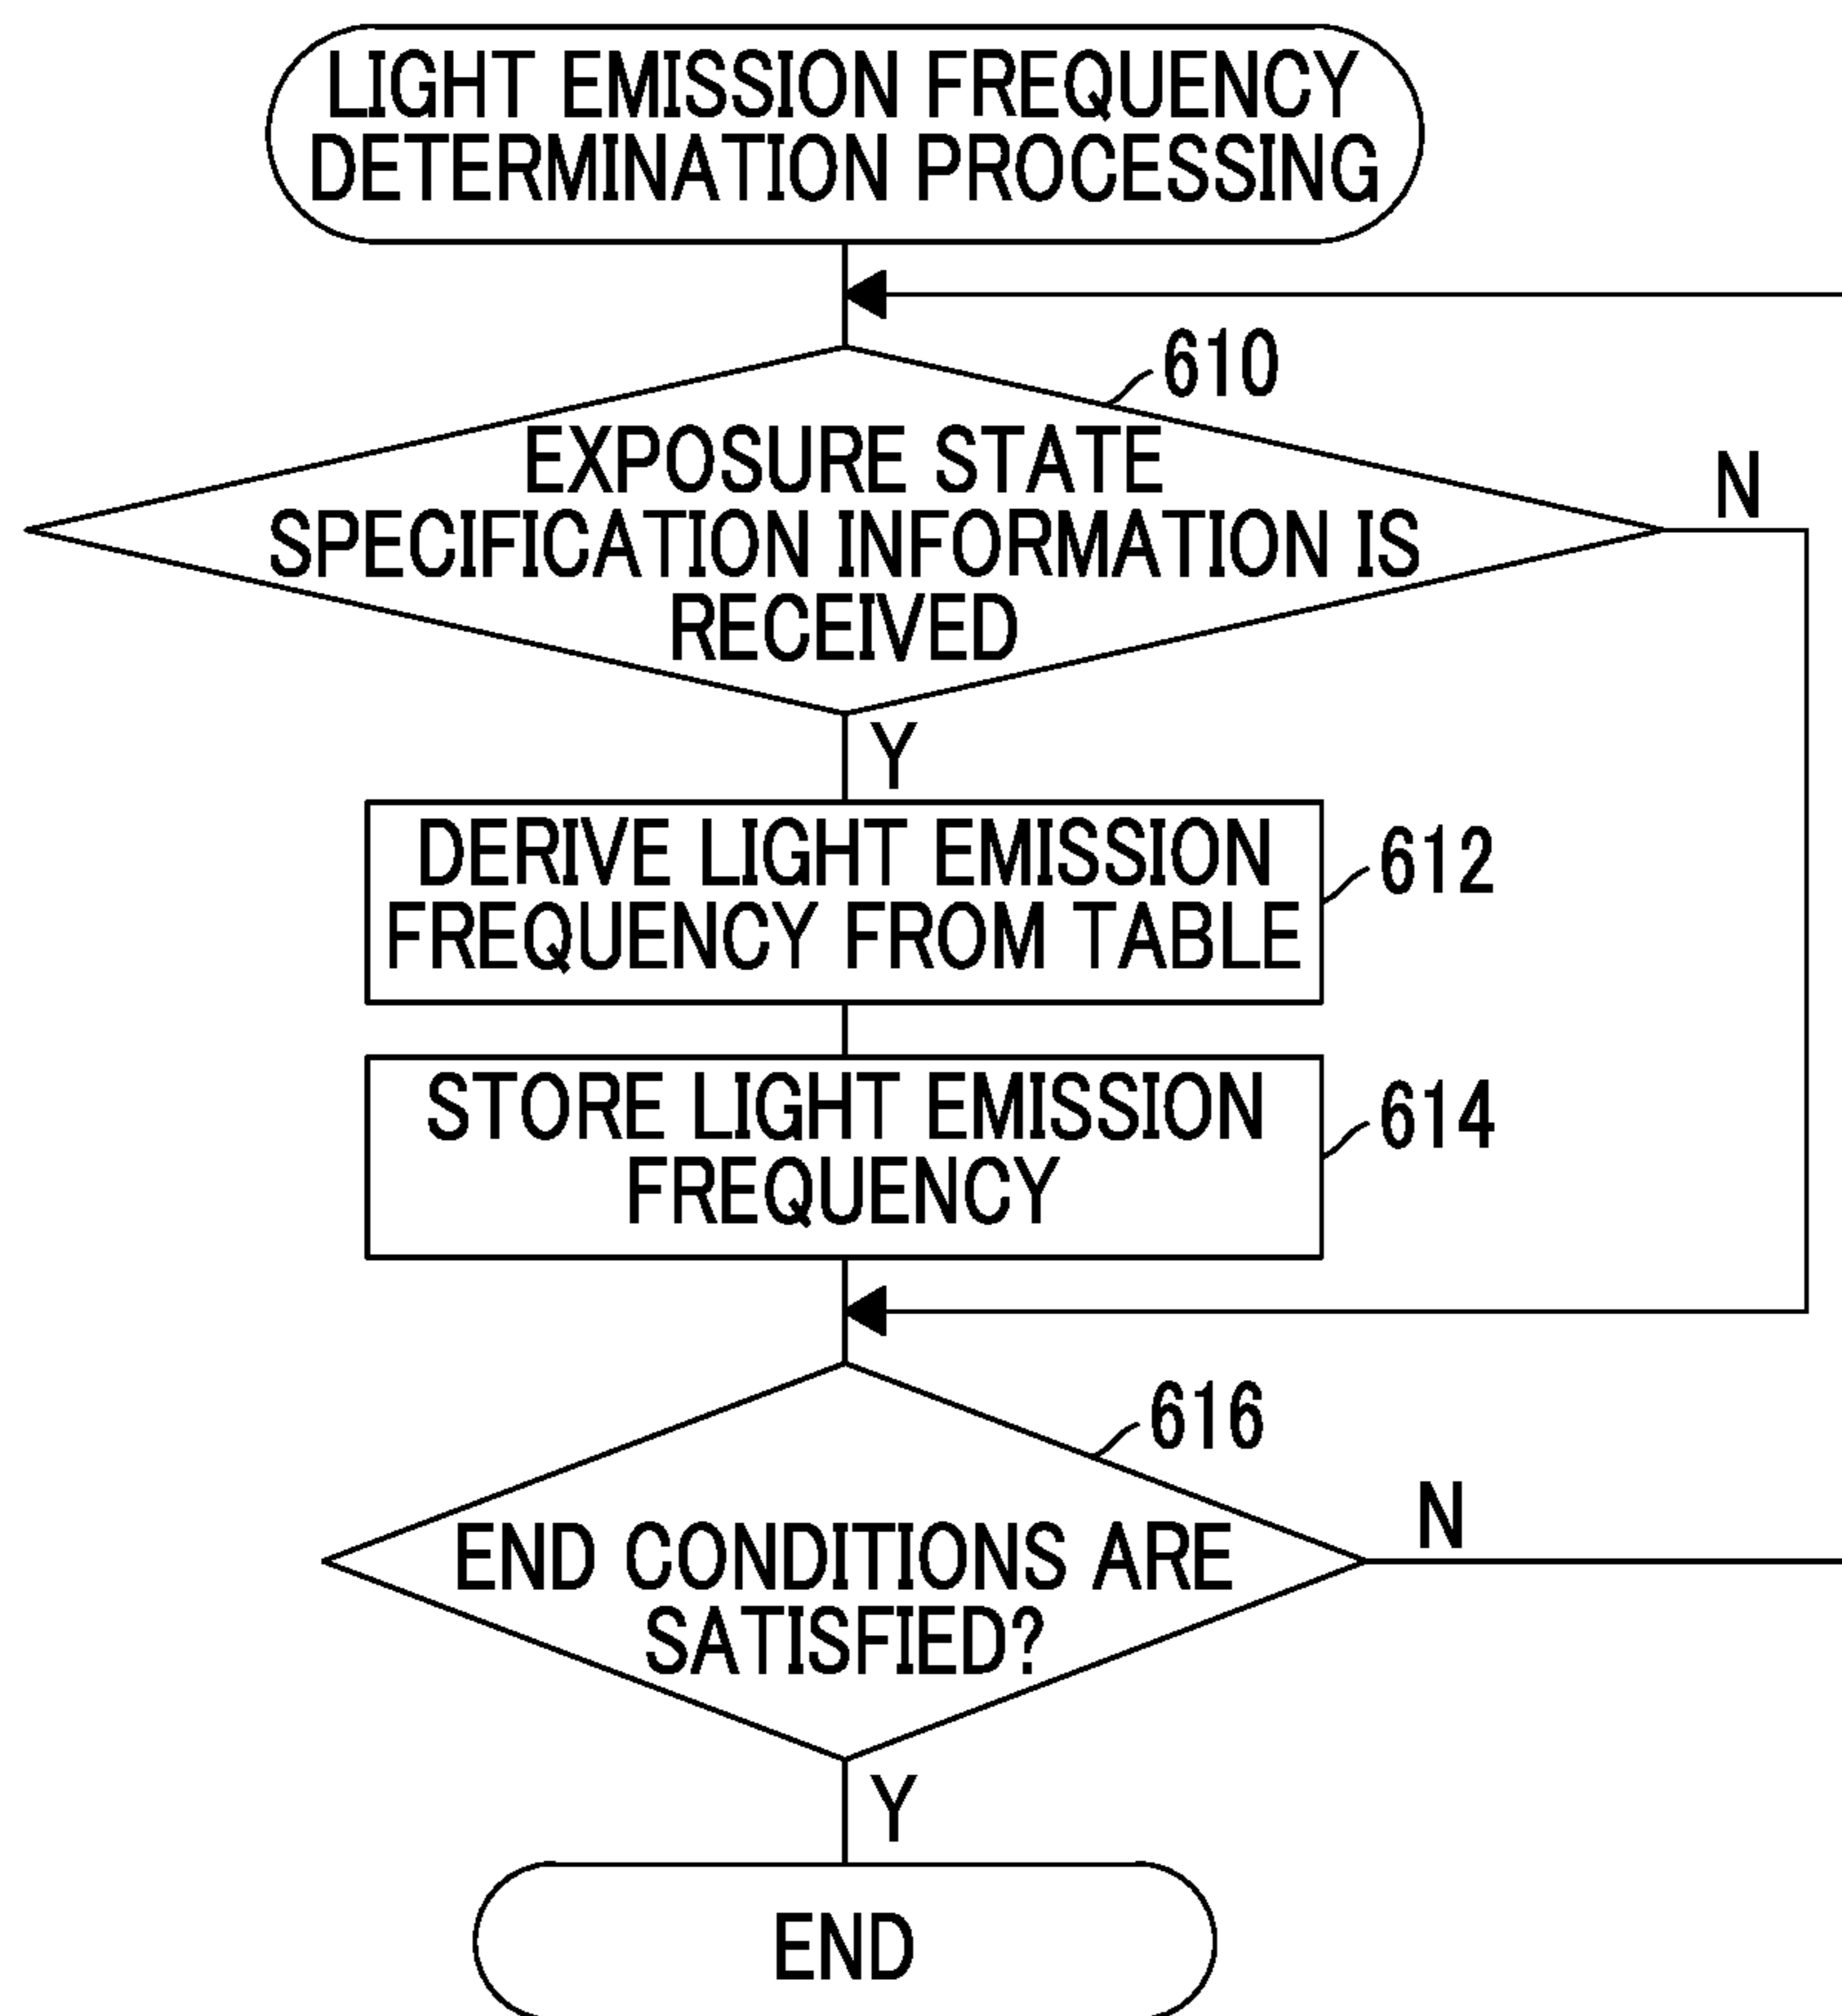 LIGHT EMISSION FREQUENCY
DETERMINATION PROCESSING
610
EXPOSURE STATE
SPECIFICATION INFORMATION IS
RECEIVED
N
Y
DERIVE LIGHT EMISSION
FREQUENCY FROM TABLE
612
STORE LIGHT EMISSION
FREQUENCY
614
616
END CONDITIONS ARE
SATISFIED?
N
Y
END